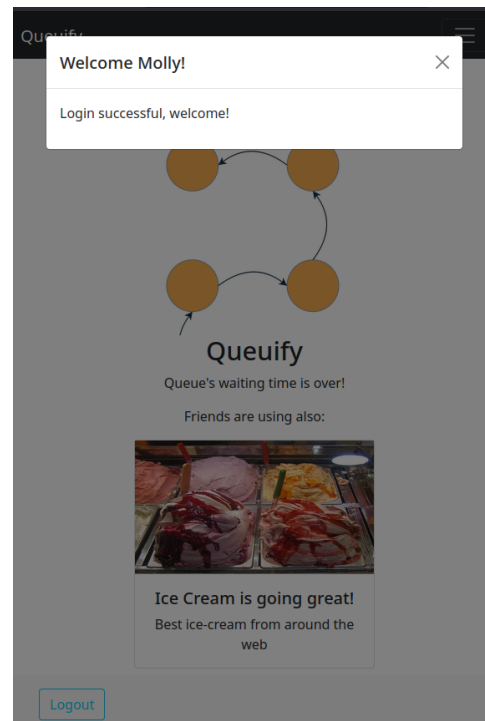 Queuify
Welcome Molly!
Login successful, welcome!
Queuify
Queue's waiting time is over!
Friends are using also:
Ice Cream is going great!
Best ice-cream from around the
web
Logout